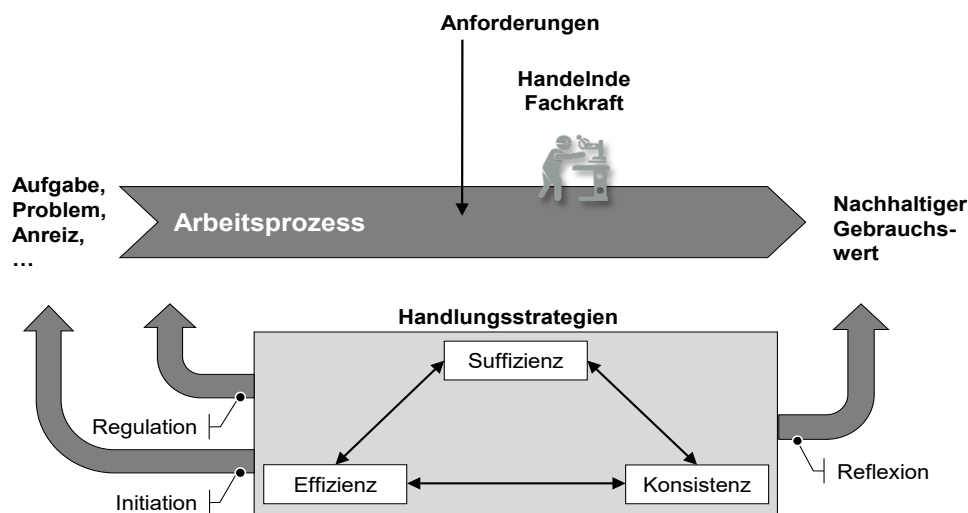 Anforderungen
Handelnde
Fachkraft
Aufgabe,
Problem,
Anreiz,
…
Arbeitsprozess
Nachhaltiger
Gebrauchs-
wert
Handlungsstrategien
Suffizienz
Regulation
Reflexion
Effizienz
Konsistenz
Initiation